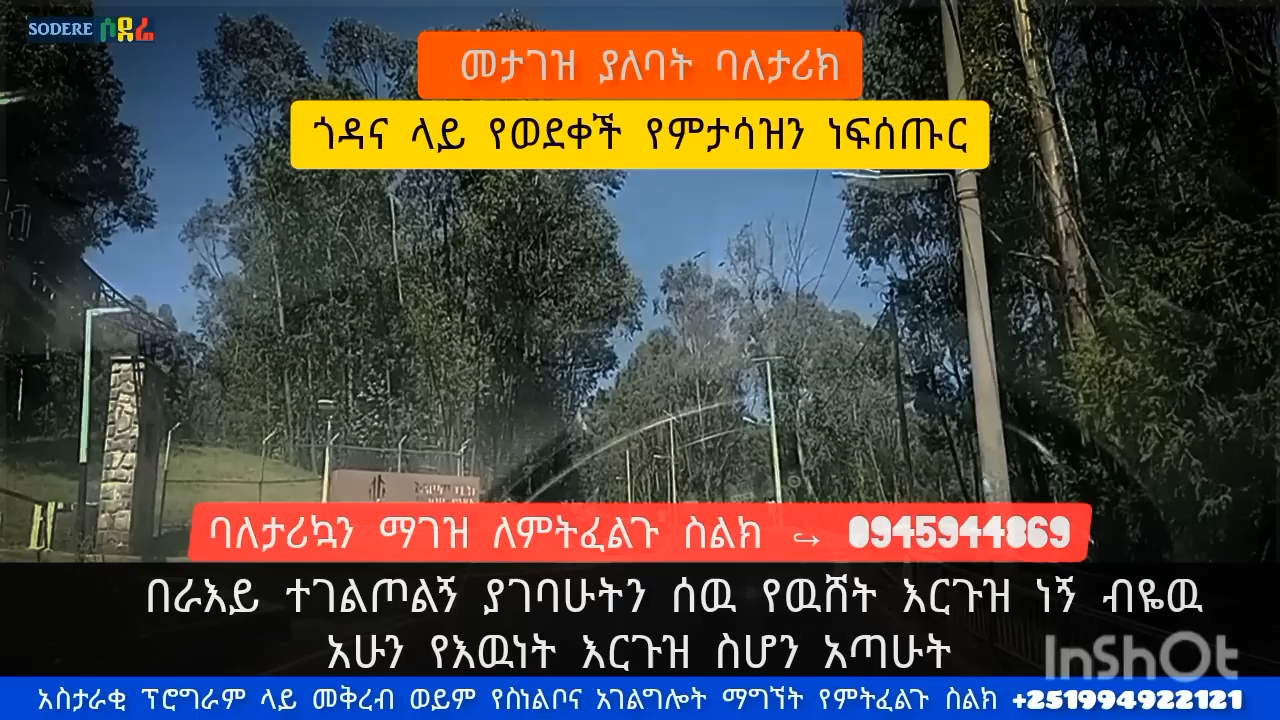 SODERE ሶደሬ
መታገዝ ያለባት ባለታሪክ
ጎዳና ላይ የወደቀች የምታሳዝን ነፍሰጡር
ባለታሪኳን ማገዝ ለምትፈልጉ ስልክ ↪ 0945944869
በራእይ ተገልጦልኝ ያገባሁትን ሰዉ የዉሸት እርጉዝ ነኝ ብዬዉ
አሁን የእዉነት እርጉዝ ስሆን አጣሁት
InShOt
አስታራቂ ፕሮግራም ላይ መቅረብ ወይም የስነልቦና አገልግሎት ማግኘት የምትፈልጉ ስልክ +251994922121